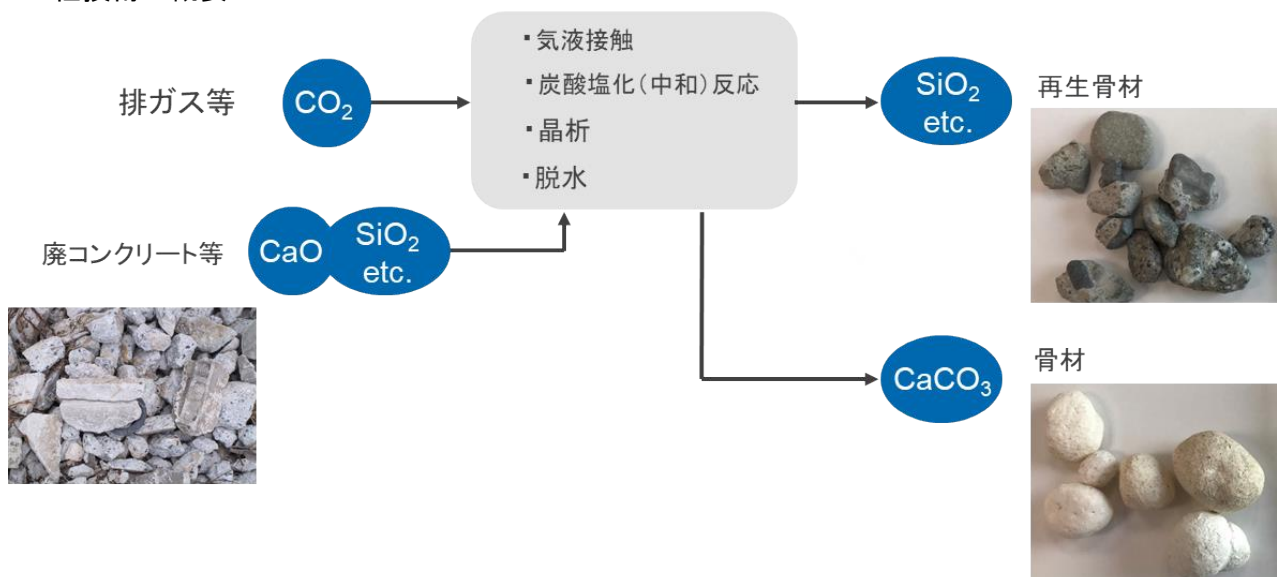 ・気液接触
・炭酸塩化（中和）反応
・晶析
・脱水
排ガス等
CO₂
SiO₂
etc.
再生骨材
廃コンクリート等
CaO
SiO₂
etc.
骨材
CaCO₃